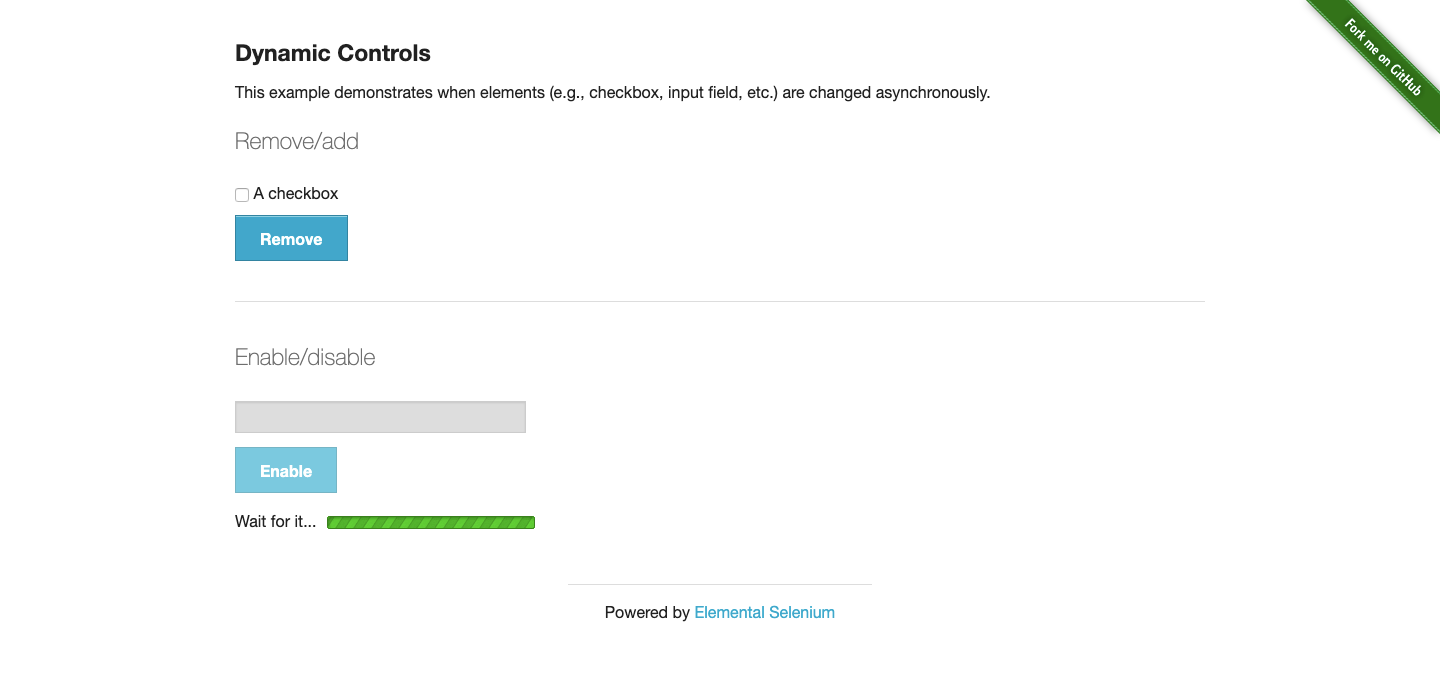 Fork me on GitHub
Dynamic Controls
This example demonstrates when elements (e.g., checkbox, input field, etc.) are changed asynchronously.
Remove/add
A checkbox
Remove
Enable/disable
Enable
Wait for it...
Powered by Elemental Selenium